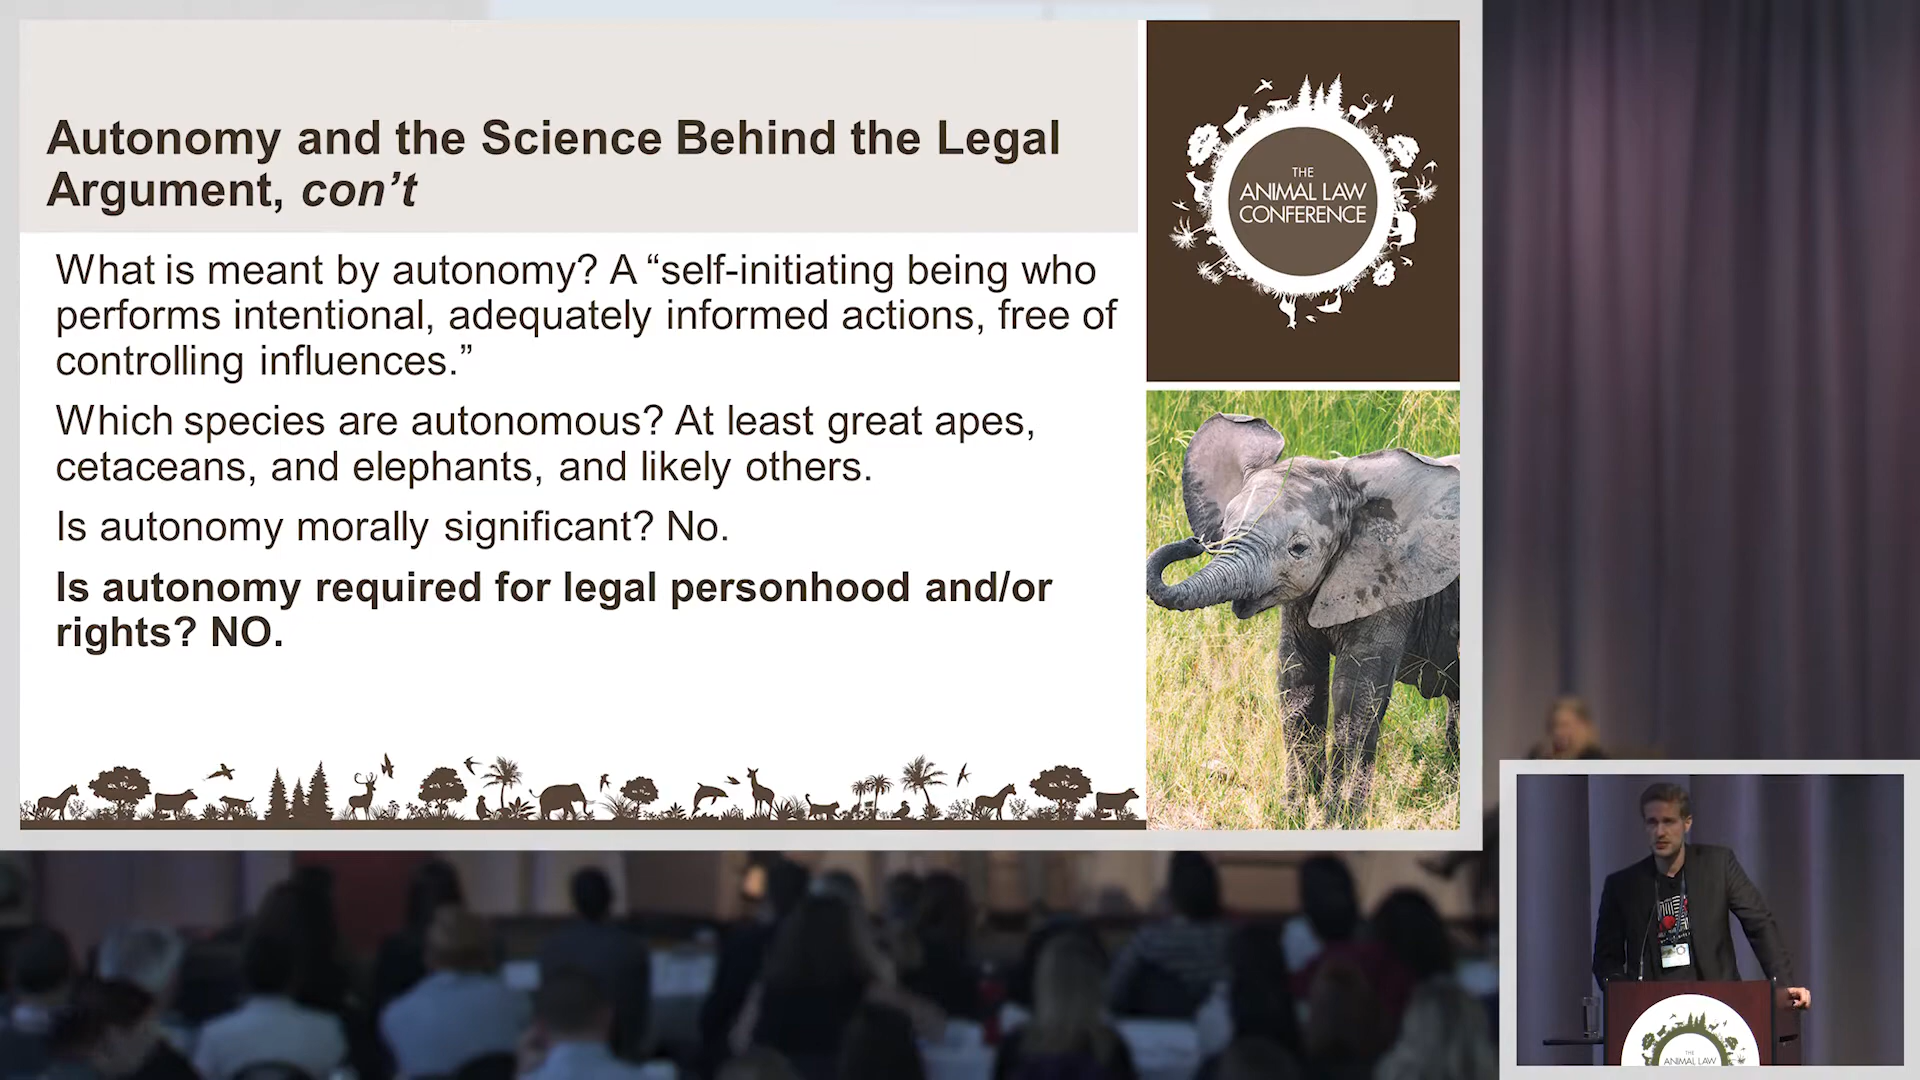 Autonomy and the Science Behind the Legal
Argument, con’t
What is meant by autonomy? A “self-initiating being who
performs intentional, adequately informed actions, free of
controlling influences.”
Which species are autonomous? At least great apes,
cetaceans, and elephants, and likely others.
Is autonomy morally significant? No.
Is autonomy required for legal personhood and/or
rights? NO.
THE
ANIMAL LAW
CONFERENCE
THE
ANIMAL LAW